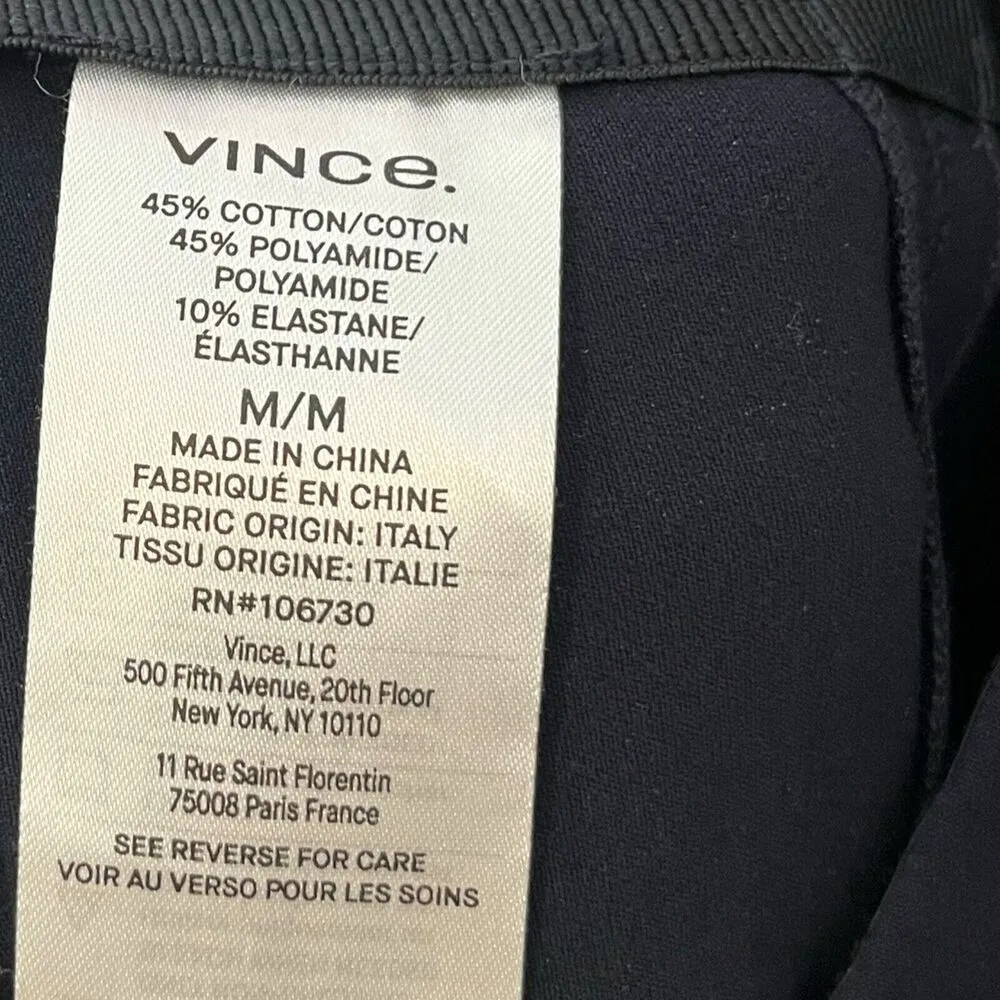 VINCE.
45% COTTON/COTON
45% POLYAMIDE/
POLYAMIDE
10% ELASTANE/
ÉLASTHANNE
M/M
MADE IN CHINA
FABRIQUÉ EN CHINE
FABRIC ORIGIN: ITALY
TISSU ORIGINE: ITALIE
RN#106730
Vince, LLC
500 Fifth Avenue, 20th Floor
New York, NY 10110
11 Rue Saint Florentin
75008 Paris France
SEE REVERSE FOR CARE
VOIR AU VERSO POUR LES SOINS